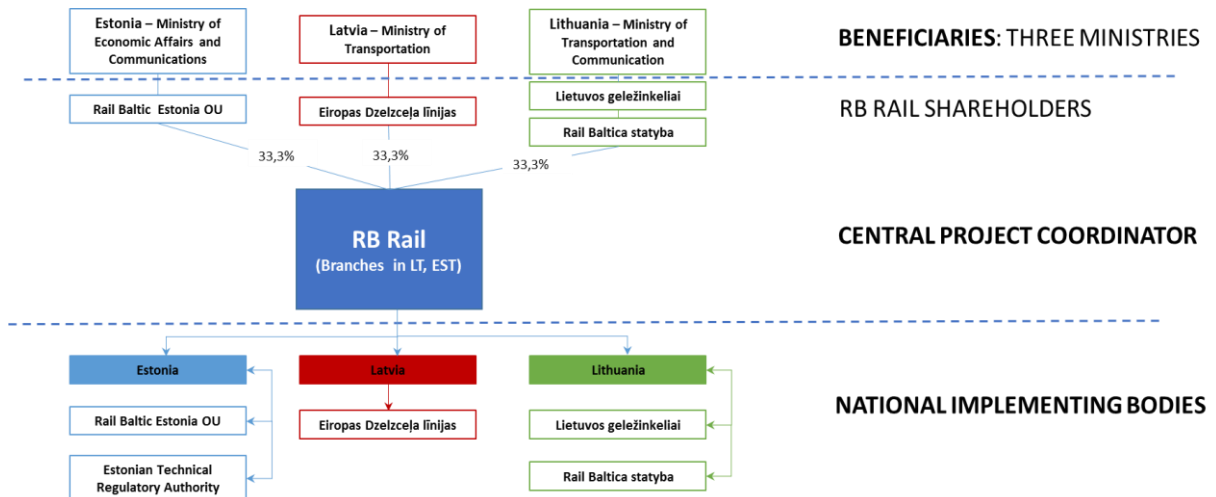 Estonia – Ministry of
Economic Affairs and
Communications
Latvia – Ministry of
Transportation
Lithuania – Ministry of
Transportation and
Communication
BENEFICIARIES: THREE MINISTRIES
Rail Baltic Estonia OU
Eiropas Dzelzceļa līnijas
Lietuvos geležinkeliai
Rail Baltica statyba
RB RAIL SHAREHOLDERS
33,3%
33,3%
33,3%
RB Rail
(Branches in LT, EST)
CENTRAL PROJECT COORDINATOR
Estonia
Latvia
Lithuania
Rail Baltic Estonia OU
Eiropas Dzelzceļa līnijas
Lietuvos geležinkeliai
NATIONAL IMPLEMENTING BODIES
Estonian Technical
Regulatory Authority
Rail Baltica statyba